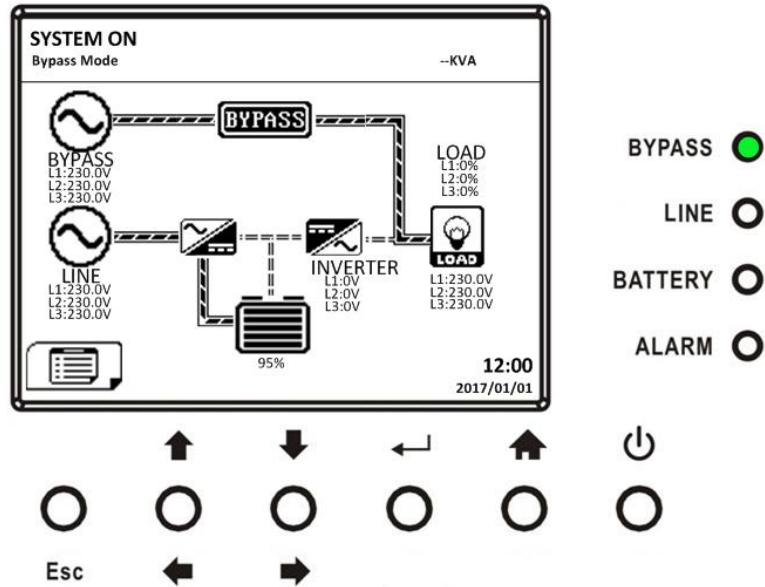 SYSTEM ON
Bypass Mode
--KVA
BYPASS
BYPASS
L1:230.0V
L2:230.0V
L3:230.0V
LOAD
L1:0%
L2:0%
L3:0%
LINE
L1:230.0V
L2:230.0V
L3:230.0V
INVERTER
L1:0V
L2:0V
L3:0V
LOAD
L1:230.0V
L2:230.0V
L3:230.0V
95%
12:00
2017/01/01
BYPASS
LINE
BATTERY
ALARM
Esc